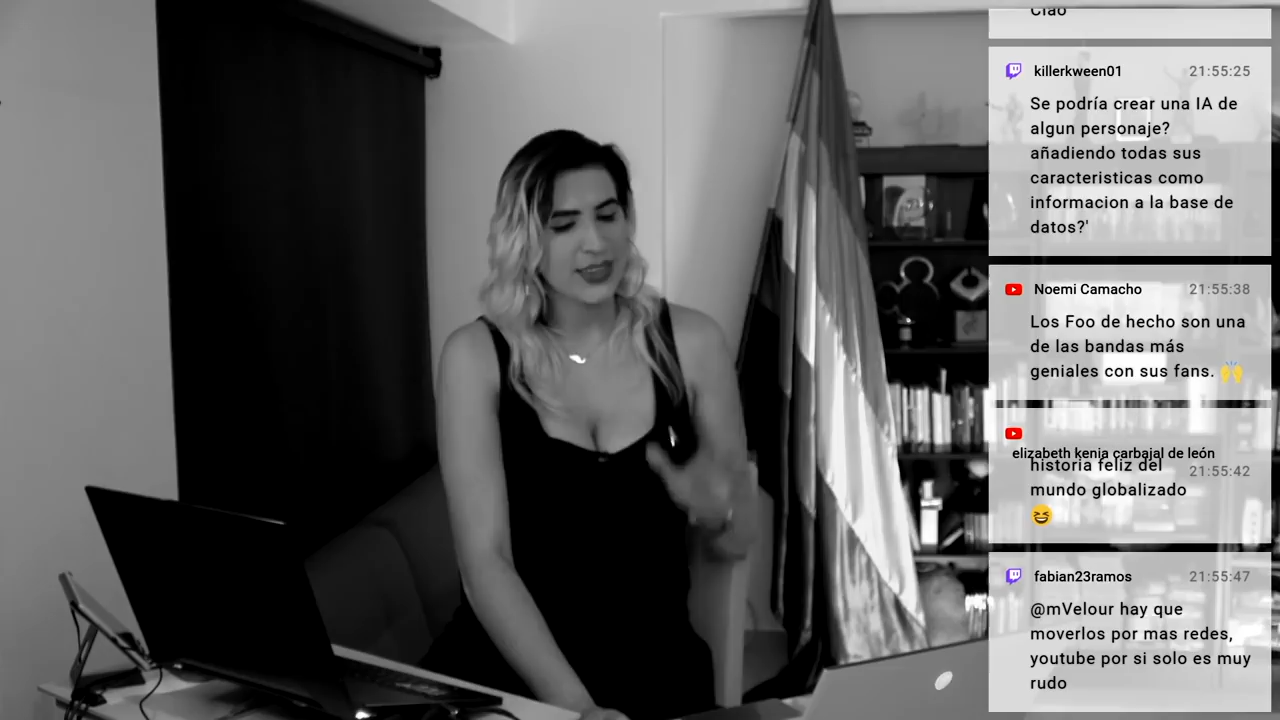 Ciao
killerkween01 21:55:25
Se podría crear una IA de
algun personaje?
añadiendo todas sus
caracteristicas como
informacion a la base de
datos?'
Noemi Camacho 21:55:38
Los Foo de hecho son una
de las bandas más
geniales con sus fans. 🙌
elizabeth kenia carbajal de león
historia feliz del 21:55:42
mundo globalizado
😆
fabian23ramos 21:55:47
@mVelour hay que
moverlos por mas redes,
youtube por si solo es muy
rudo